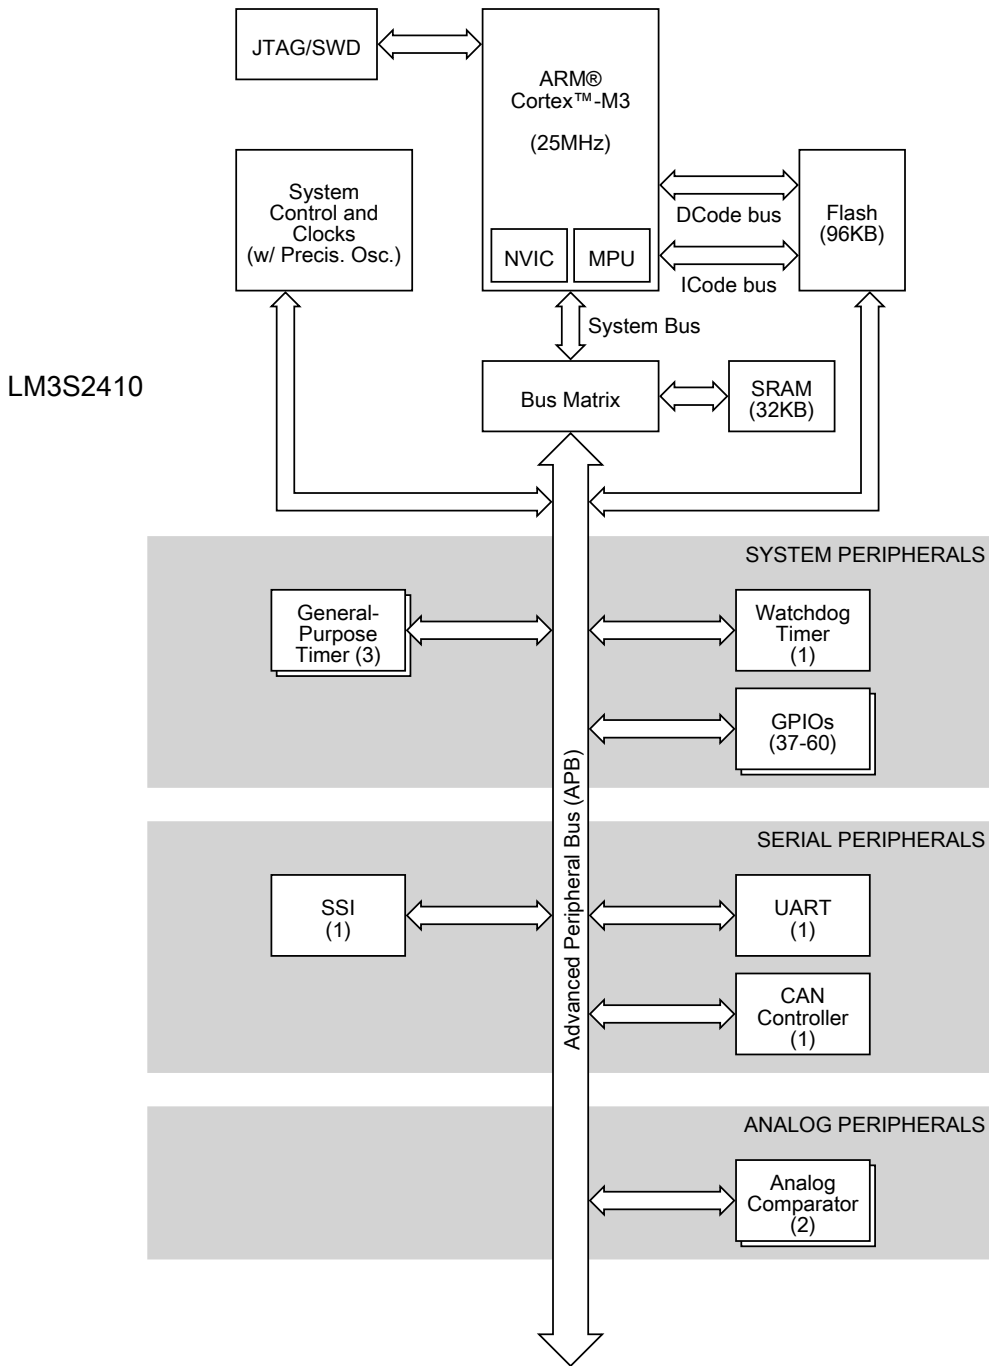 JTAG/SWD
ARM®
Cortex™-M3
(25MHz)
NVIC
MPU
System
Control and
Clocks
(w/ Precis. Osc.)
DCode bus
ICode bus
Flash
(96KB)
System Bus
LM3S2410
Bus Matrix
SRAM
(32KB)
SYSTEM PERIPHERALS
General-
Purpose
Timer (3)
Watchdog
Timer
(1)
GPIOs
(37-60)
Advanced Peripheral Bus (APB)
SERIAL PERIPHERALS
SSI
(1)
UART
(1)
CAN
Controller
(1)
ANALOG PERIPHERALS
Analog
Comparator
(2)